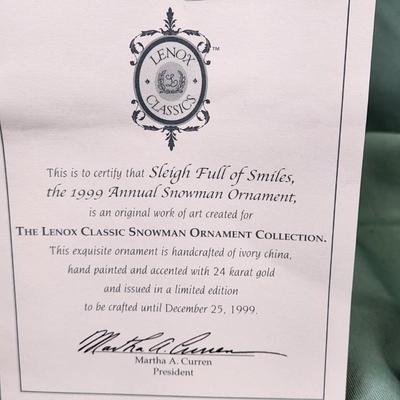 LENOX
L
CLASSICS
This is to certify that Sleigh Full of Smiles,
the 1999 Annual Snowman Ornament,
is an original work of art created for
THE LENOX CLASSIC SNOWMAN ORNAMENT COLLECTION.
This exquisite ornament is handcrafted of ivory china,
hand painted and accented with 24 karat gold
and issued in a limited edition
to be crafted until December 25, 1999.
Martha A. Curren
Martha A. Curren
President